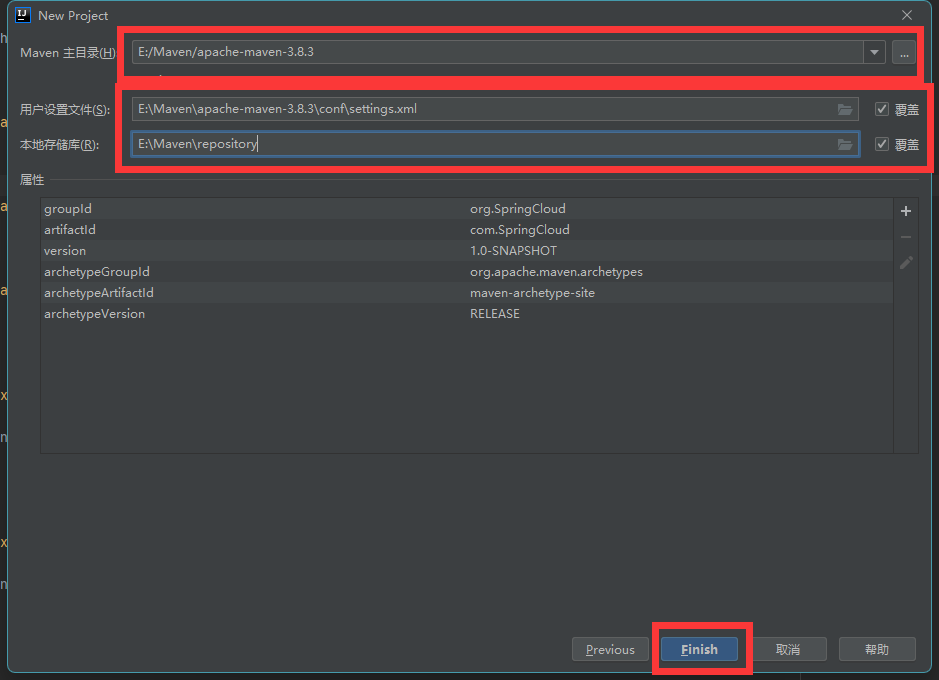 New Project
Maven 主目录(H) E:/Maven/apache-maven-3.8.3 ...
用户设置文件(S): E:\Maven\apache-maven-3.8.3\conf\settings.xml 覆盖
本地存储库(R): E:\Maven\repository 覆盖
属性
groupId org.SpringCloud
artifactId com.SpringCloud
version 1.0-SNAPSHOT
archetypeGroupId org.apache.maven.archetypes
archetypeArtifactId maven-archetype-site
archetypeVersion RELEASE
Previous Finish 取消 帮助